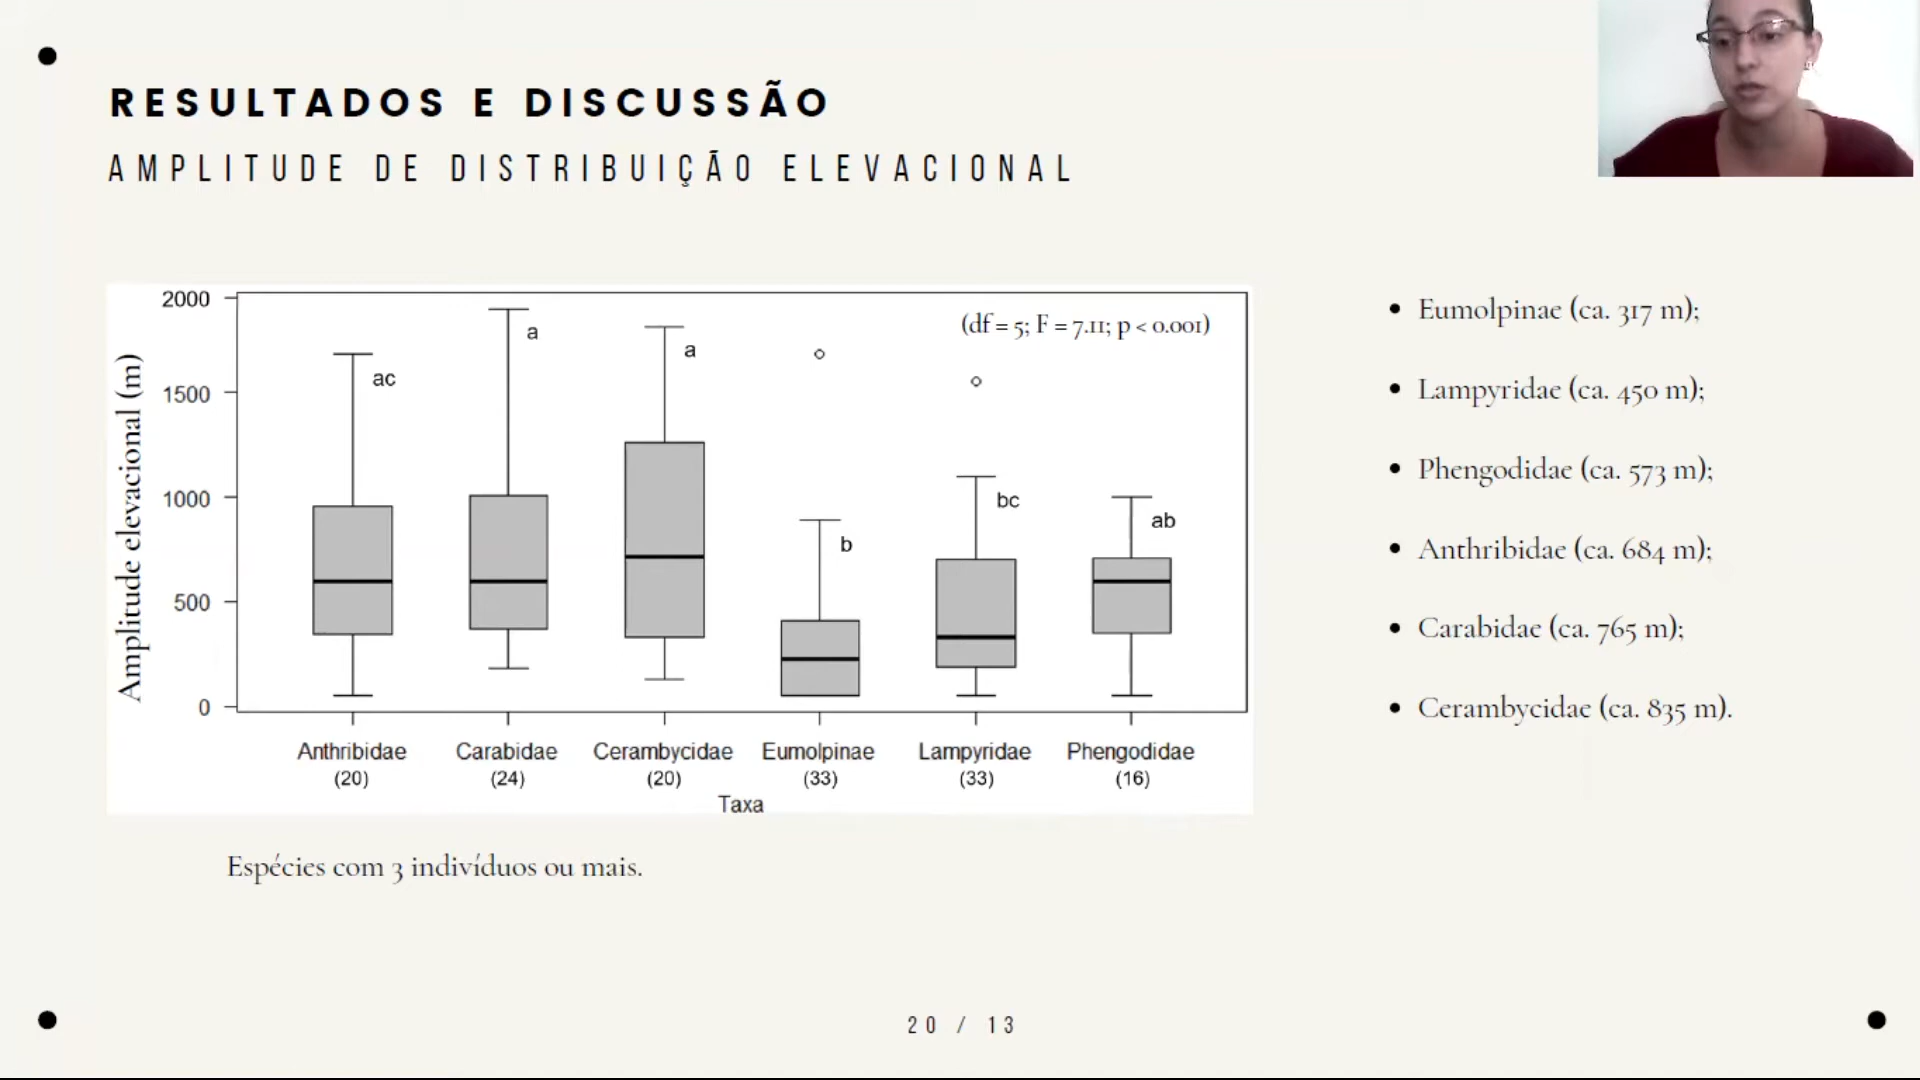 RESULTADOS E DISCUSSÃO
AMPLITUDE DE DISTRIBUIÇÃO ELEVACIONAL
Amplitude elevacional (m)
2000
1500
1000
500
0
(df = 5; F = 7.11; p < 0.001)
ac
a
a
b
bc
ab
Anthribidae Carabidae Cerambycidae Eumolpinae Lampyridae Phengodidae
(20) (24) (20) (33) (33) (16)
Taxa
Espécies com 3 indivíduos ou mais.
• Eumolpinae (ca. 317 m);
• Lampyridae (ca. 450 m);
• Phengodidae (ca. 573 m);
• Anthribidae (ca. 684 m);
• Carabidae (ca. 765 m);
• Cerambycidae (ca. 835 m).
20 / 13